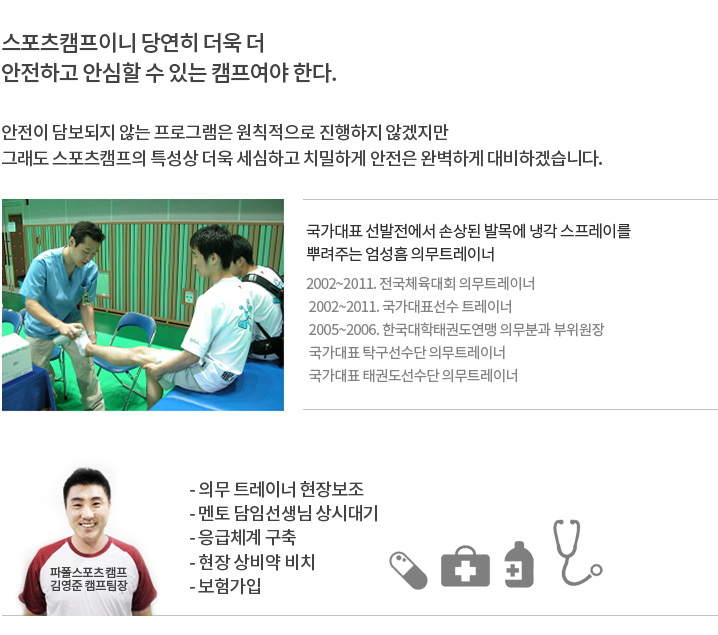 스포츠캠프이니 당연히 더욱 더
안전하고 안심할 수 있는 캠프여야 한다.
안전이 담보되지 않는 프로그램은 원칙적으로 진행하지 않겠지만
그래도 스포츠캠프의 특성상 더욱 세심하고 치밀하게 안전은 완벽하게 대비하겠습니다.
국가대표 선발전에서 손상된 발목에 냉각 스프레이를
뿌려주는 엄성흠 의무트레이너
2002~2011. 전국체육대회 의무트레이너
2002~2011. 국가대표선수 트레이너
2005~2006. 한국대학태권도연맹 의무분과 부위원장
국가대표 탁구선수단 의무트레이너
국가대표 태권도선수단 의무트레이너
- 의무 트레이너 현장보조
- 멘토 담임선생님 상시대기
- 응급체계 구축
- 현장 상비약 비치
- 보험가입
파폴스포츠캠프
김영준 캠프팀장